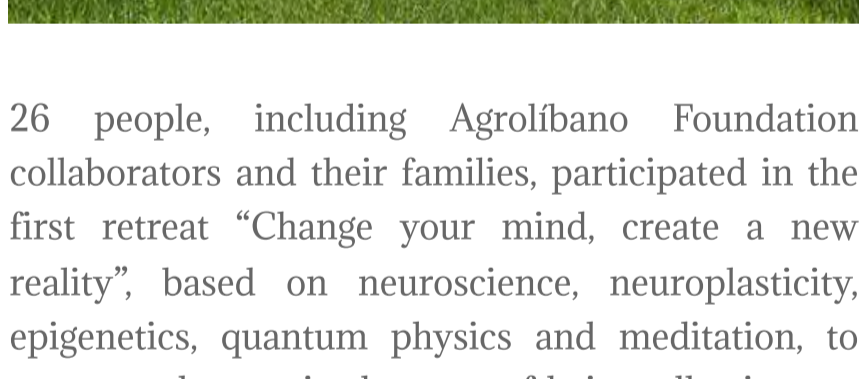 26 people, including Agrolíbano Foundation
collaborators and their families, participated in the
first retreat “Change your mind, create a new
reality”, based on neuroscience, neuroplasticity,
epigenetics, quantum physics and meditation, to